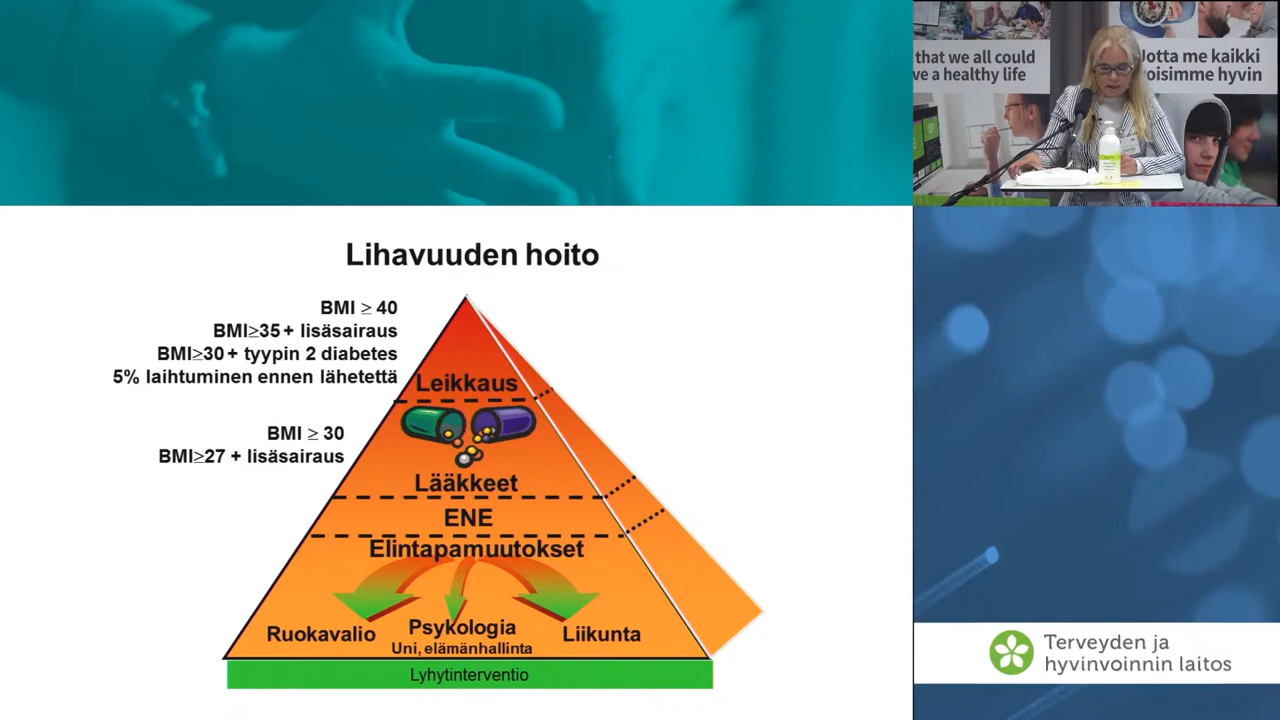 that we all could
ve a healthy life
Jotta me kaikki
voisimme hyvin
Lihavuuden hoito
BMI ≥ 40
BMI≥35 + lisäsairaus
BMI≥30 + tyypin 2 diabetes
5% laihtuminen ennen lähetettä
Leikkaus
BMI ≥ 30
BMI≥27 + lisäsairaus
Lääkkeet
ENE
Elintapamuutokset
Ruokavalio
Psykologia
Uni, elämänhallinta
Liikunta
Lyhytinterventio
Terveyden ja
hyvinvoinnin laitos